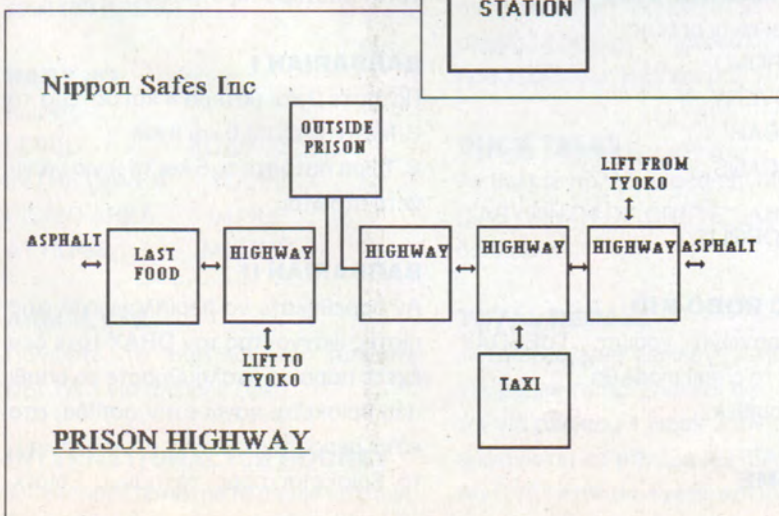 STATION
Nippon Safes Inc
OUTSIDE
PRISON
LIFT FROM
TYOKO
ASPHALT
LAST
FOOD
HIGHWAY
HIGHWAY
HIGHWAY
HIGHWAY
ASPHALT
LIFT TO
TYOKO
TAXI
PRISON HIGHWAY